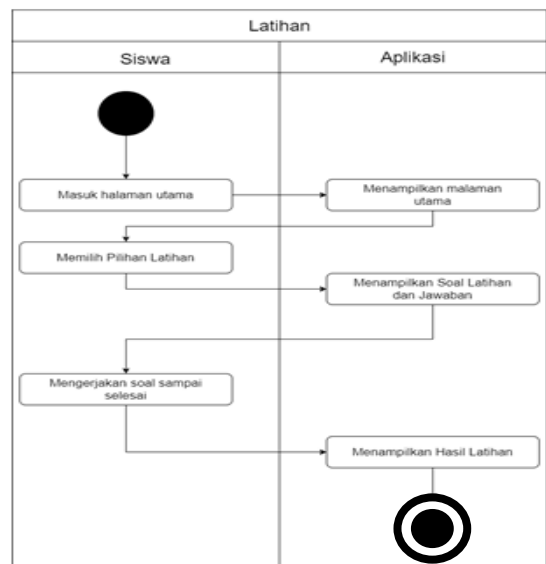 Latihan
Siswa
Aplikasi
Masuk halaman utama
Menampilkan malaman
utama
Memilih Pilihan Latihan
Menampilkan Soal Latihan
dan Jawaban
Mengerjakan soal sampai
selesai
Menampilkan Hasil Latihan